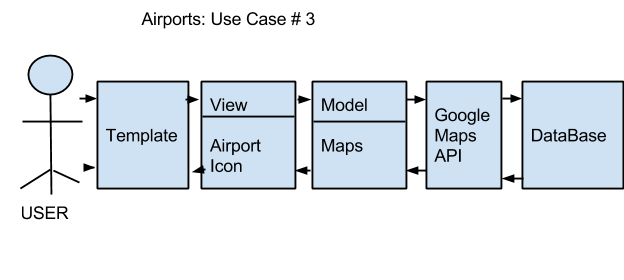 Airports: Use Case # 3
View
Model
Google
Maps
API
Template
DataBase
Airport
Icon
Maps
USER